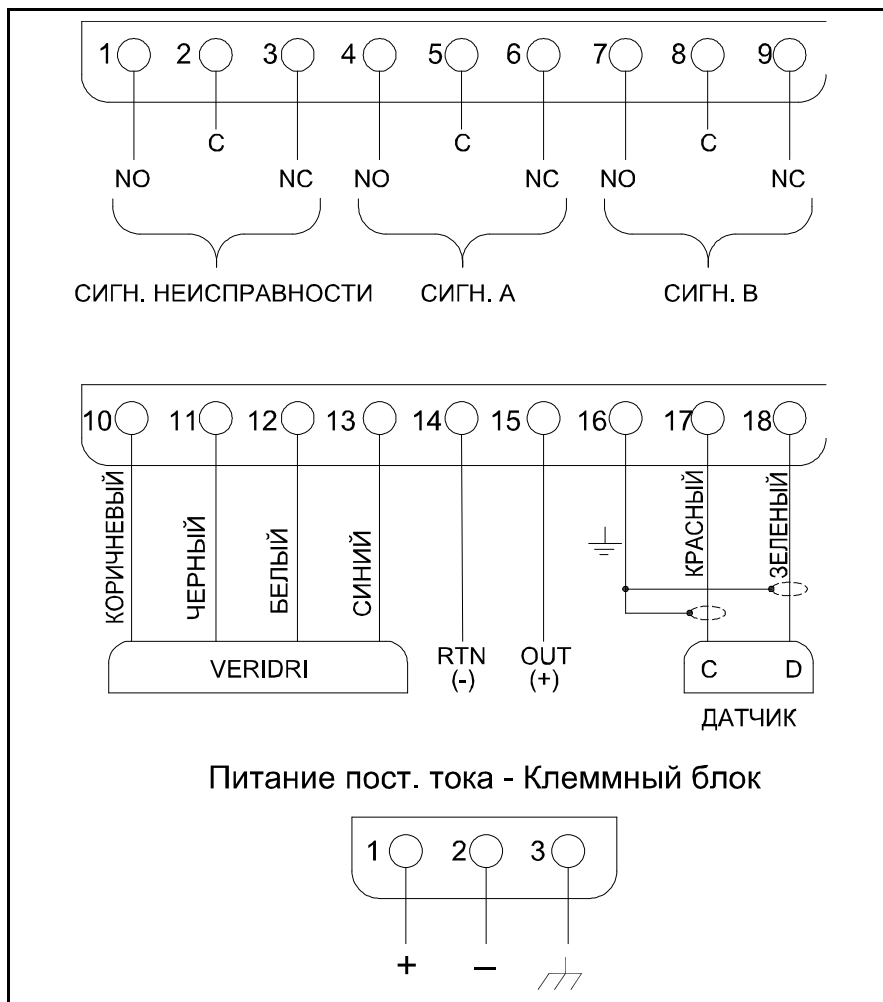 1 2 3 4 5 6 7 8 9
C C C
NO NC NO NC NO NC
СИГН. НЕИСПРАВНОСТИ СИГН. А СИГН. В
10 11 12 13 14 15 16 17 18
КОРИЧНЕВЫЙ
ЧЕРНЫЙ
БЕЛЫЙ
СИНИЙ
КРАСНЫЙ
ЗЕЛЕНЫЙ
VERIDRI
RTN
(-)
OUT
(+)
C D
ДАТЧИК
Питание пост. тока - Клеммный блок
1 2 3
+ –